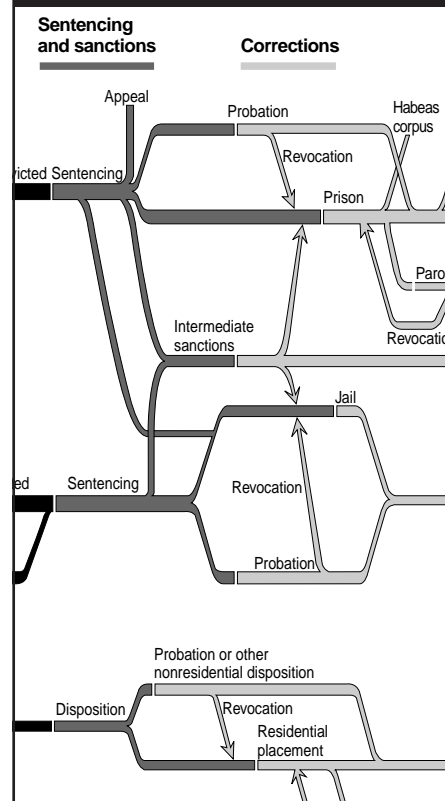 Sentencing
and sanctions
Corrections
Appeal
Probation
Habeas
corpus
Revocation
Sentencing
Prison
Intermediate
sanctions
Jail
Sentencing
Revocation
Probation
Probation or other
nonresidential disposition
Disposition
Revocation
Residential
placement